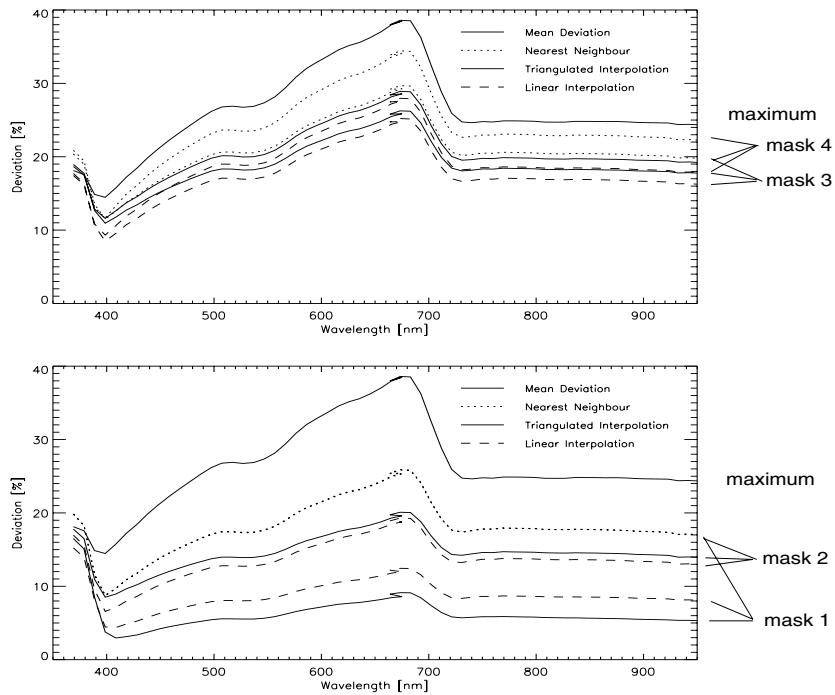 40
30
20
10
0
Deviation [%]
Mean Deviation
Nearest Neighbour
Triangulated Interpolation
Linear Interpolation
maximum
mask 4
mask 3
400 500 600 700 800 900
Wavelength [nm]
40
30
20
10
0
Deviation [%]
Mean Deviation
Nearest Neighbour
Triangulated Interpolation
Linear Interpolation
maximum
mask 2
mask 1
400 500 600 700 800 900
Wavelength [nm]